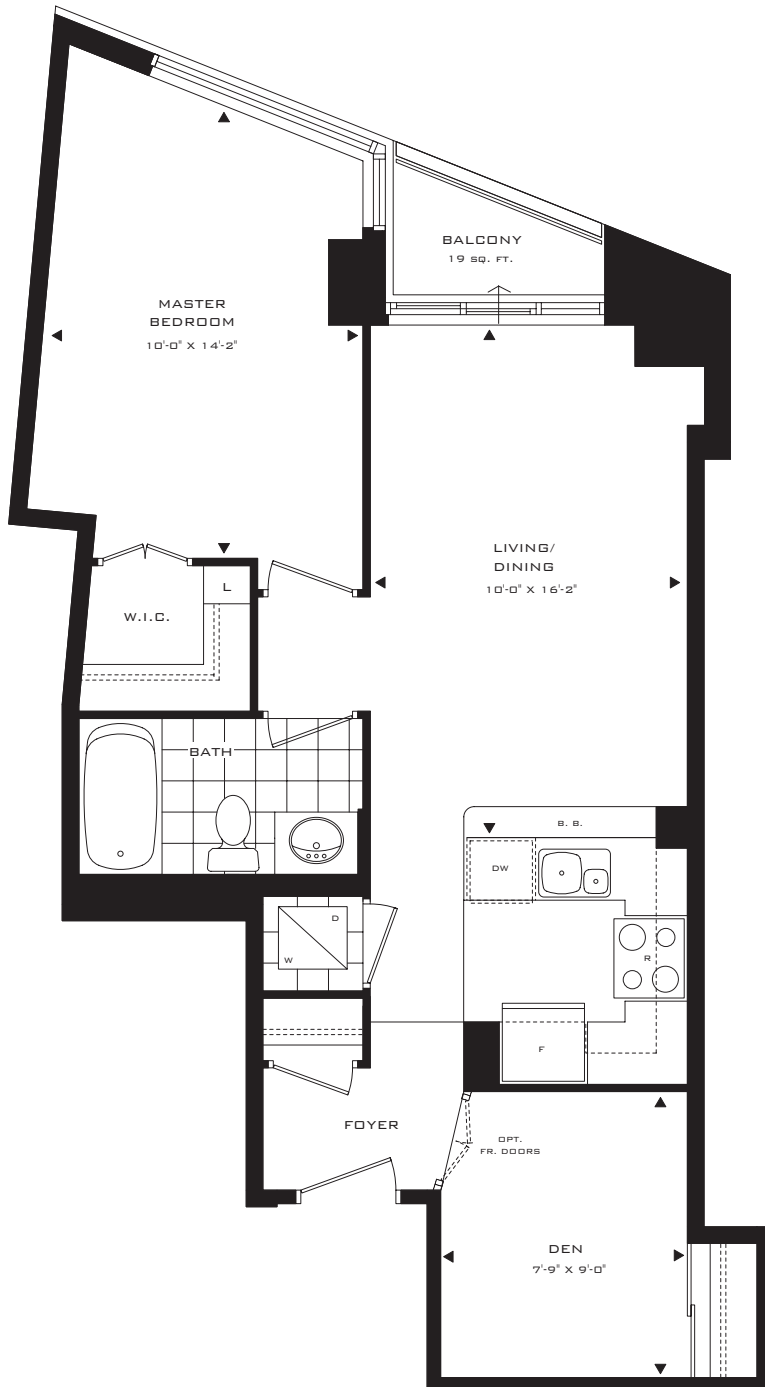 BALCONY
19 SQ. FT.
MASTER
BEDROOM
10'-0" X 14'-2"
LIVING/
DINING
10'-0" X 16'-2"
L
W.I.C.
BATH
B. B.
DW
D
W
R
F
FOYER
OPT.
FR. DOORS
DEN
7'-9" X 9'-0"